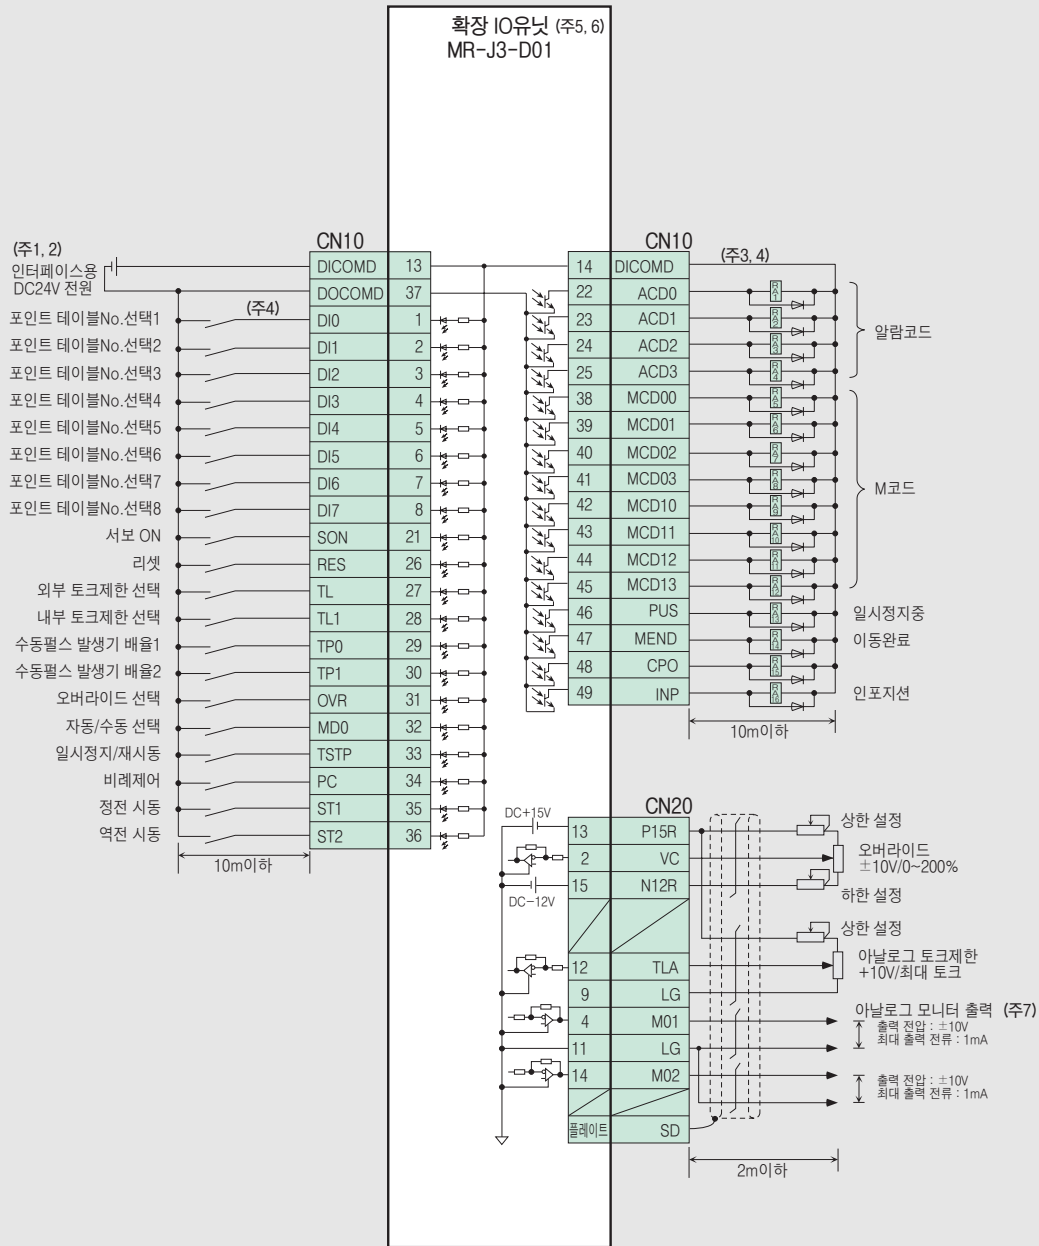 확장 IO유닛 (주5, 6)
MR-J3-D01
(주1, 2)
인터페이스용
DC24V 전원
CN10
DICOMD 13
DOCOMD 37
(주4)
포인트 테이블No.선택1 DI0 1
포인트 테이블No.선택2 DI1 2
포인트 테이블No.선택3 DI2 3
포인트 테이블No.선택4 DI3 4
포인트 테이블No.선택5 DI4 5
포인트 테이블No.선택6 DI5 6
포인트 테이블No.선택7 DI6 7
포인트 테이블No.선택8 DI7 8
서보 ON SON 21
리셋 RES 26
외부 토크제한 선택 TL 27
내부 토크제한 선택 TL1 28
수동펄스 발생기 배율1 TP0 29
수동펄스 발생기 배율2 TP1 30
오버라이드 선택 OVR 31
자동/수동 선택 MD0 32
일시정지/재시동 TSTP 33
비례제어 PC 34
정전 시동 ST1 35
역전 시동 ST2 36
10m이하
CN10
(주3, 4)
14 DICOMD
22 ACD0 RA1
23 ACD1 RA2
24 ACD2 RA3
25 ACD3 RA4
알람코드
38 MCD00 RA5
39 MCD01 RA6
40 MCD02 RA7
41 MCD03 RA8
42 MCD10 RA9
43 MCD11 RA10
44 MCD12 RA11
45 MCD13 RA12
M코드
46 PUS RA13 일시정지중
47 MEND RA14 이동완료
48 CPO RA15
49 INP RA16 인포지션
10m이하
CN20
DC+15V
13 P15R 상한 설정
2 VC 오버라이드
±10V/0~200%
15 N12R 하한 설정
DC-12V
상한 설정
12 TLA 아날로그 토크제한
+10V/최대 토크
9 LG
아날로그 모니터 출력 (주7)
4 M01
출력 전압 : ±10V
최대 출력 전류 : 1mA
11 LG
14 M02
출력 전압 : ±10V
최대 출력 전류 : 1mA
플레이트 SD
2m이하